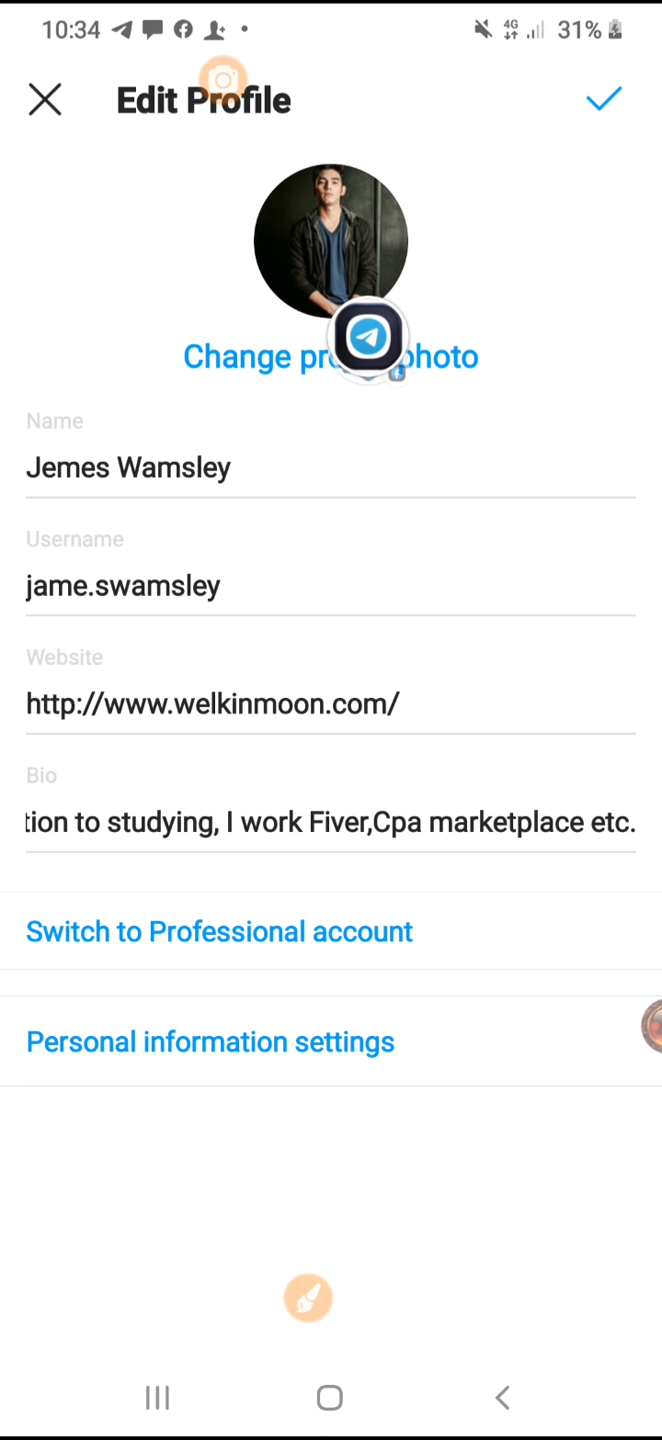 10:34
4G
31%
Edit Profile
Change pr photo
Name
Jemes Wamsley
Username
jame.swamsley
Website
http://www.welkinmoon.com/
Bio
tion to studying, I work Fiver,Cpa marketplace etc.
Switch to Professional account
Personal information settings